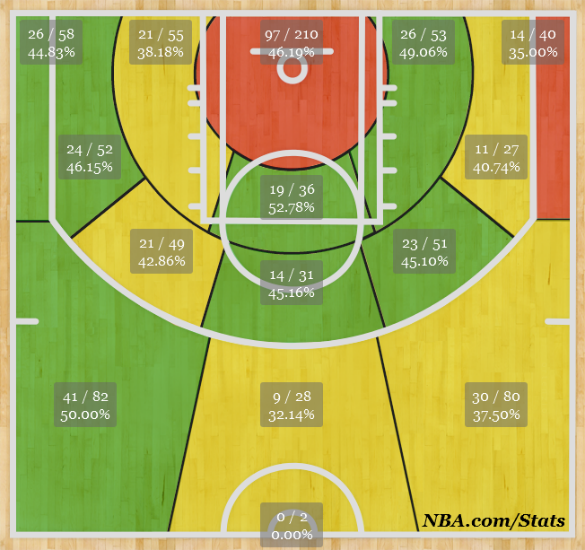 26 / 58
44.83%
21 / 55
38.18%
97 / 210
46.19%
26 / 53
49.06%
14 / 40
35.00%
24 / 52
46.15%
11 / 27
40.74%
19 / 36
52.78%
21 / 49
42.86%
23 / 51
45.10%
14 / 31
45.16%
41 / 82
50.00%
9 / 28
32.14%
30 / 80
37.50%
0 / 2
0.00%
NBA.com/Stats